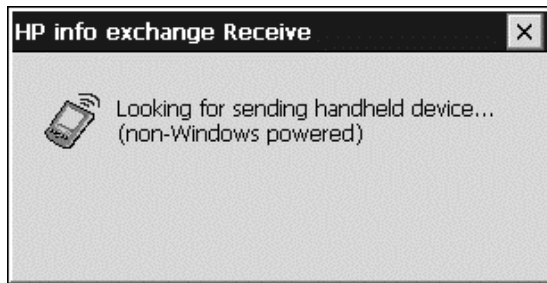 HP info exchange Receive
Looking for sending handheld device...
(non-Windows powered)